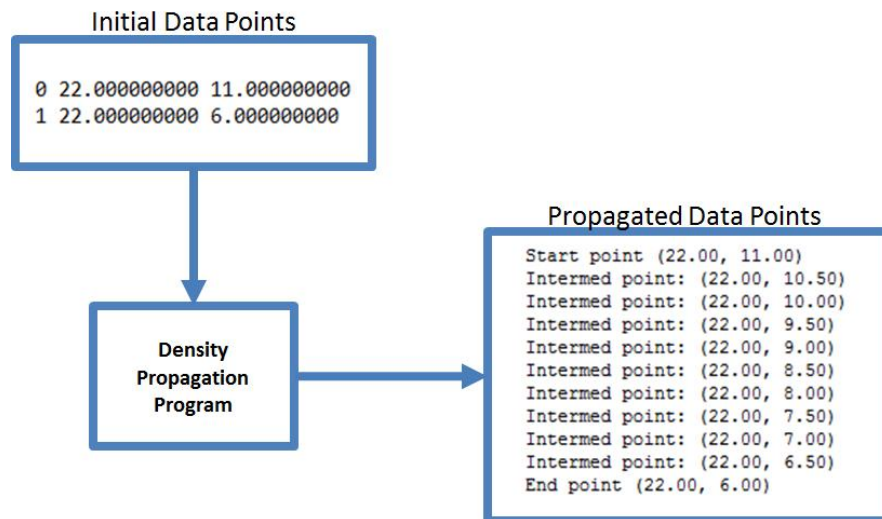 Initial Data Points
0 22.000000000 11.000000000
1 22.000000000 6.000000000
Density
Propagation
Program
Propagated Data Points
Start point (22.00, 11.00)
Intermed point: (22.00, 10.50)
Intermed point: (22.00, 10.00)
Intermed point: (22.00, 9.50)
Intermed point: (22.00, 9.00)
Intermed point: (22.00, 8.50)
Intermed point: (22.00, 8.00)
Intermed point: (22.00, 7.50)
Intermed point: (22.00, 7.00)
Intermed point: (22.00, 6.50)
End point (22.00, 6.00)